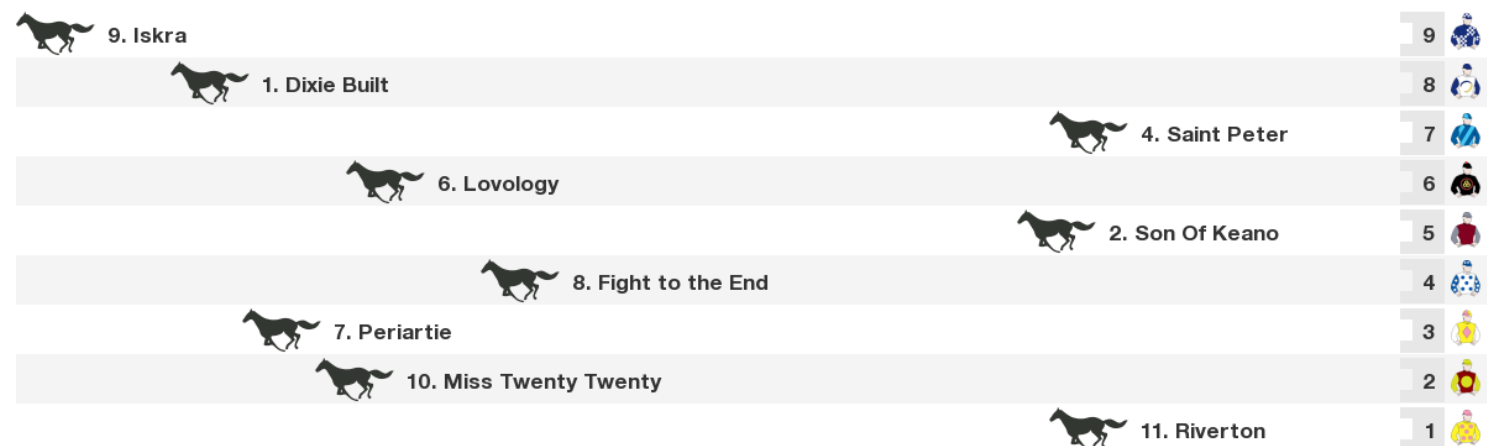 9. Iskra 9
1. Dixie Built 8
4. Saint Peter 7
6. Lovology 6
2. Son Of Keano 5
8. Fight to the End 4
7. Periartie 3
10. Miss Twenty Twenty 2
11. Riverton 1